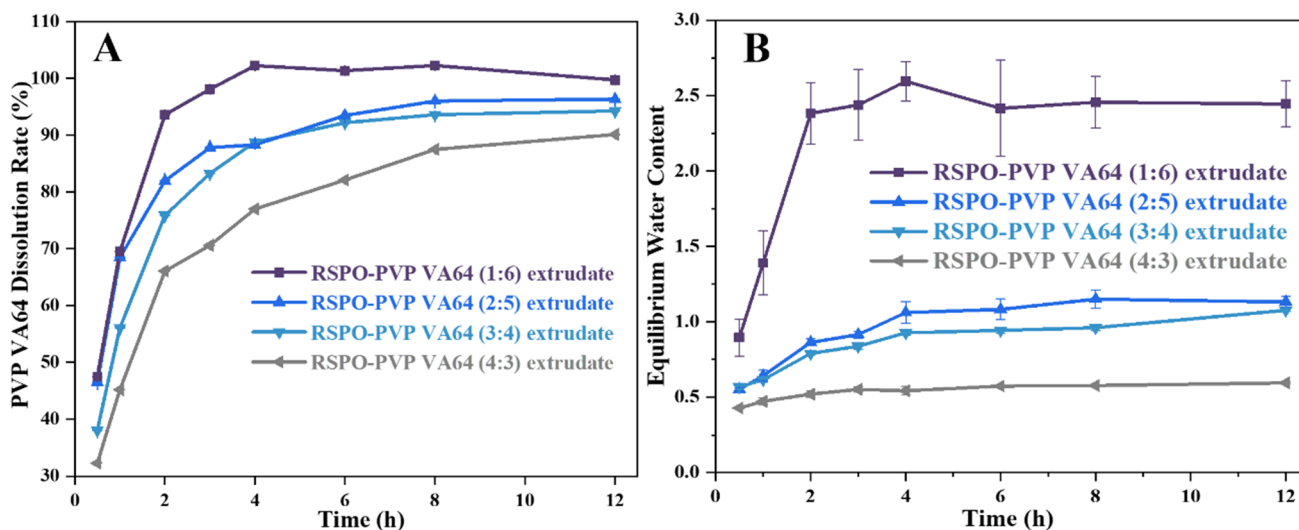 A
PVP VA64 Dissolution Rate (%)
110
100
90
80
70
60
50
40
30
0
2
4
6
8
10
12
Time (h)
RSPO-PVP VA64 (1:6) extrudate
RSPO-PVP VA64 (2:5) extrudate
RSPO-PVP VA64 (3:4) extrudate
RSPO-PVP VA64 (4:3) extrudate
B
Equilibrium Water Content
3.0
2.5
2.0
1.5
1.0
0.5
0.0
0
2
4
6
8
10
12
Time (h)
RSPO-PVP VA64 (1:6) extrudate
RSPO-PVP VA64 (2:5) extrudate
RSPO-PVP VA64 (3:4) extrudate
RSPO-PVP VA64 (4:3) extrudate